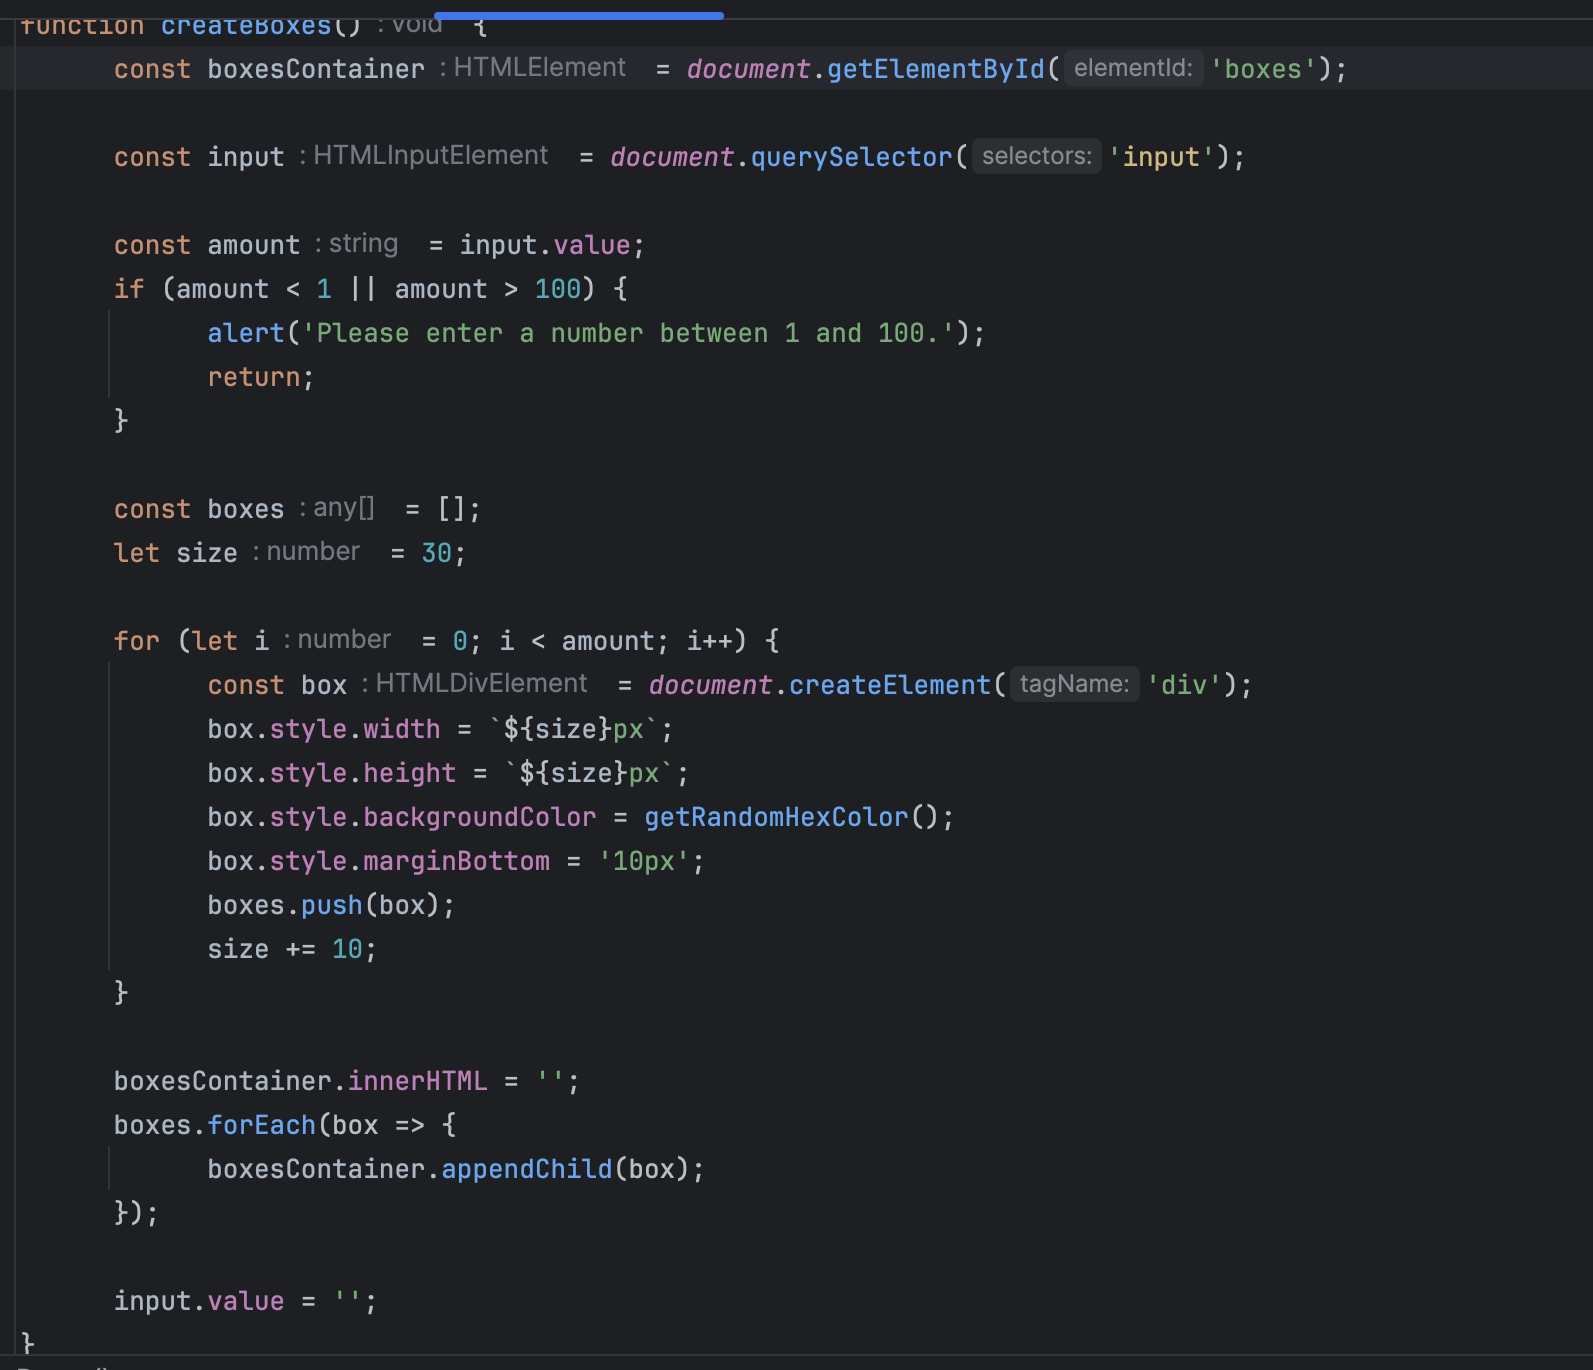 function createBoxes() : void {
const boxesContainer : HTMLElement = document.getElementById( elementId: 'boxes');
const input : HTMLInputElement = document.querySelector( selectors: 'input');
const amount : string = input.value;
if (amount < 1 || amount > 100) {
alert('Please enter a number between 1 and 100.');
return;
}
const boxes : any[] = [];
let size : number = 30;
for (let i : number = 0; i < amount; i++) {
const box : HTMLDivElement = document.createElement( tagName: 'div');
box.style.width = `${size}px`;
box.style.height = `${size}px`;
box.style.backgroundColor = getRandomHexColor();
box.style.marginBottom = '10px';
boxes.push(box);
size += 10;
}
boxesContainer.innerHTML = '';
boxes.forEach(box => {
boxesContainer.appendChild(box);
});
input.value = '';
}